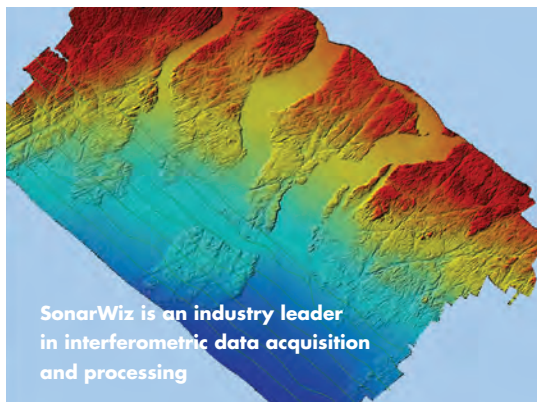 SonarWiz is an industry leader
in interferometric data acquisition
and processing